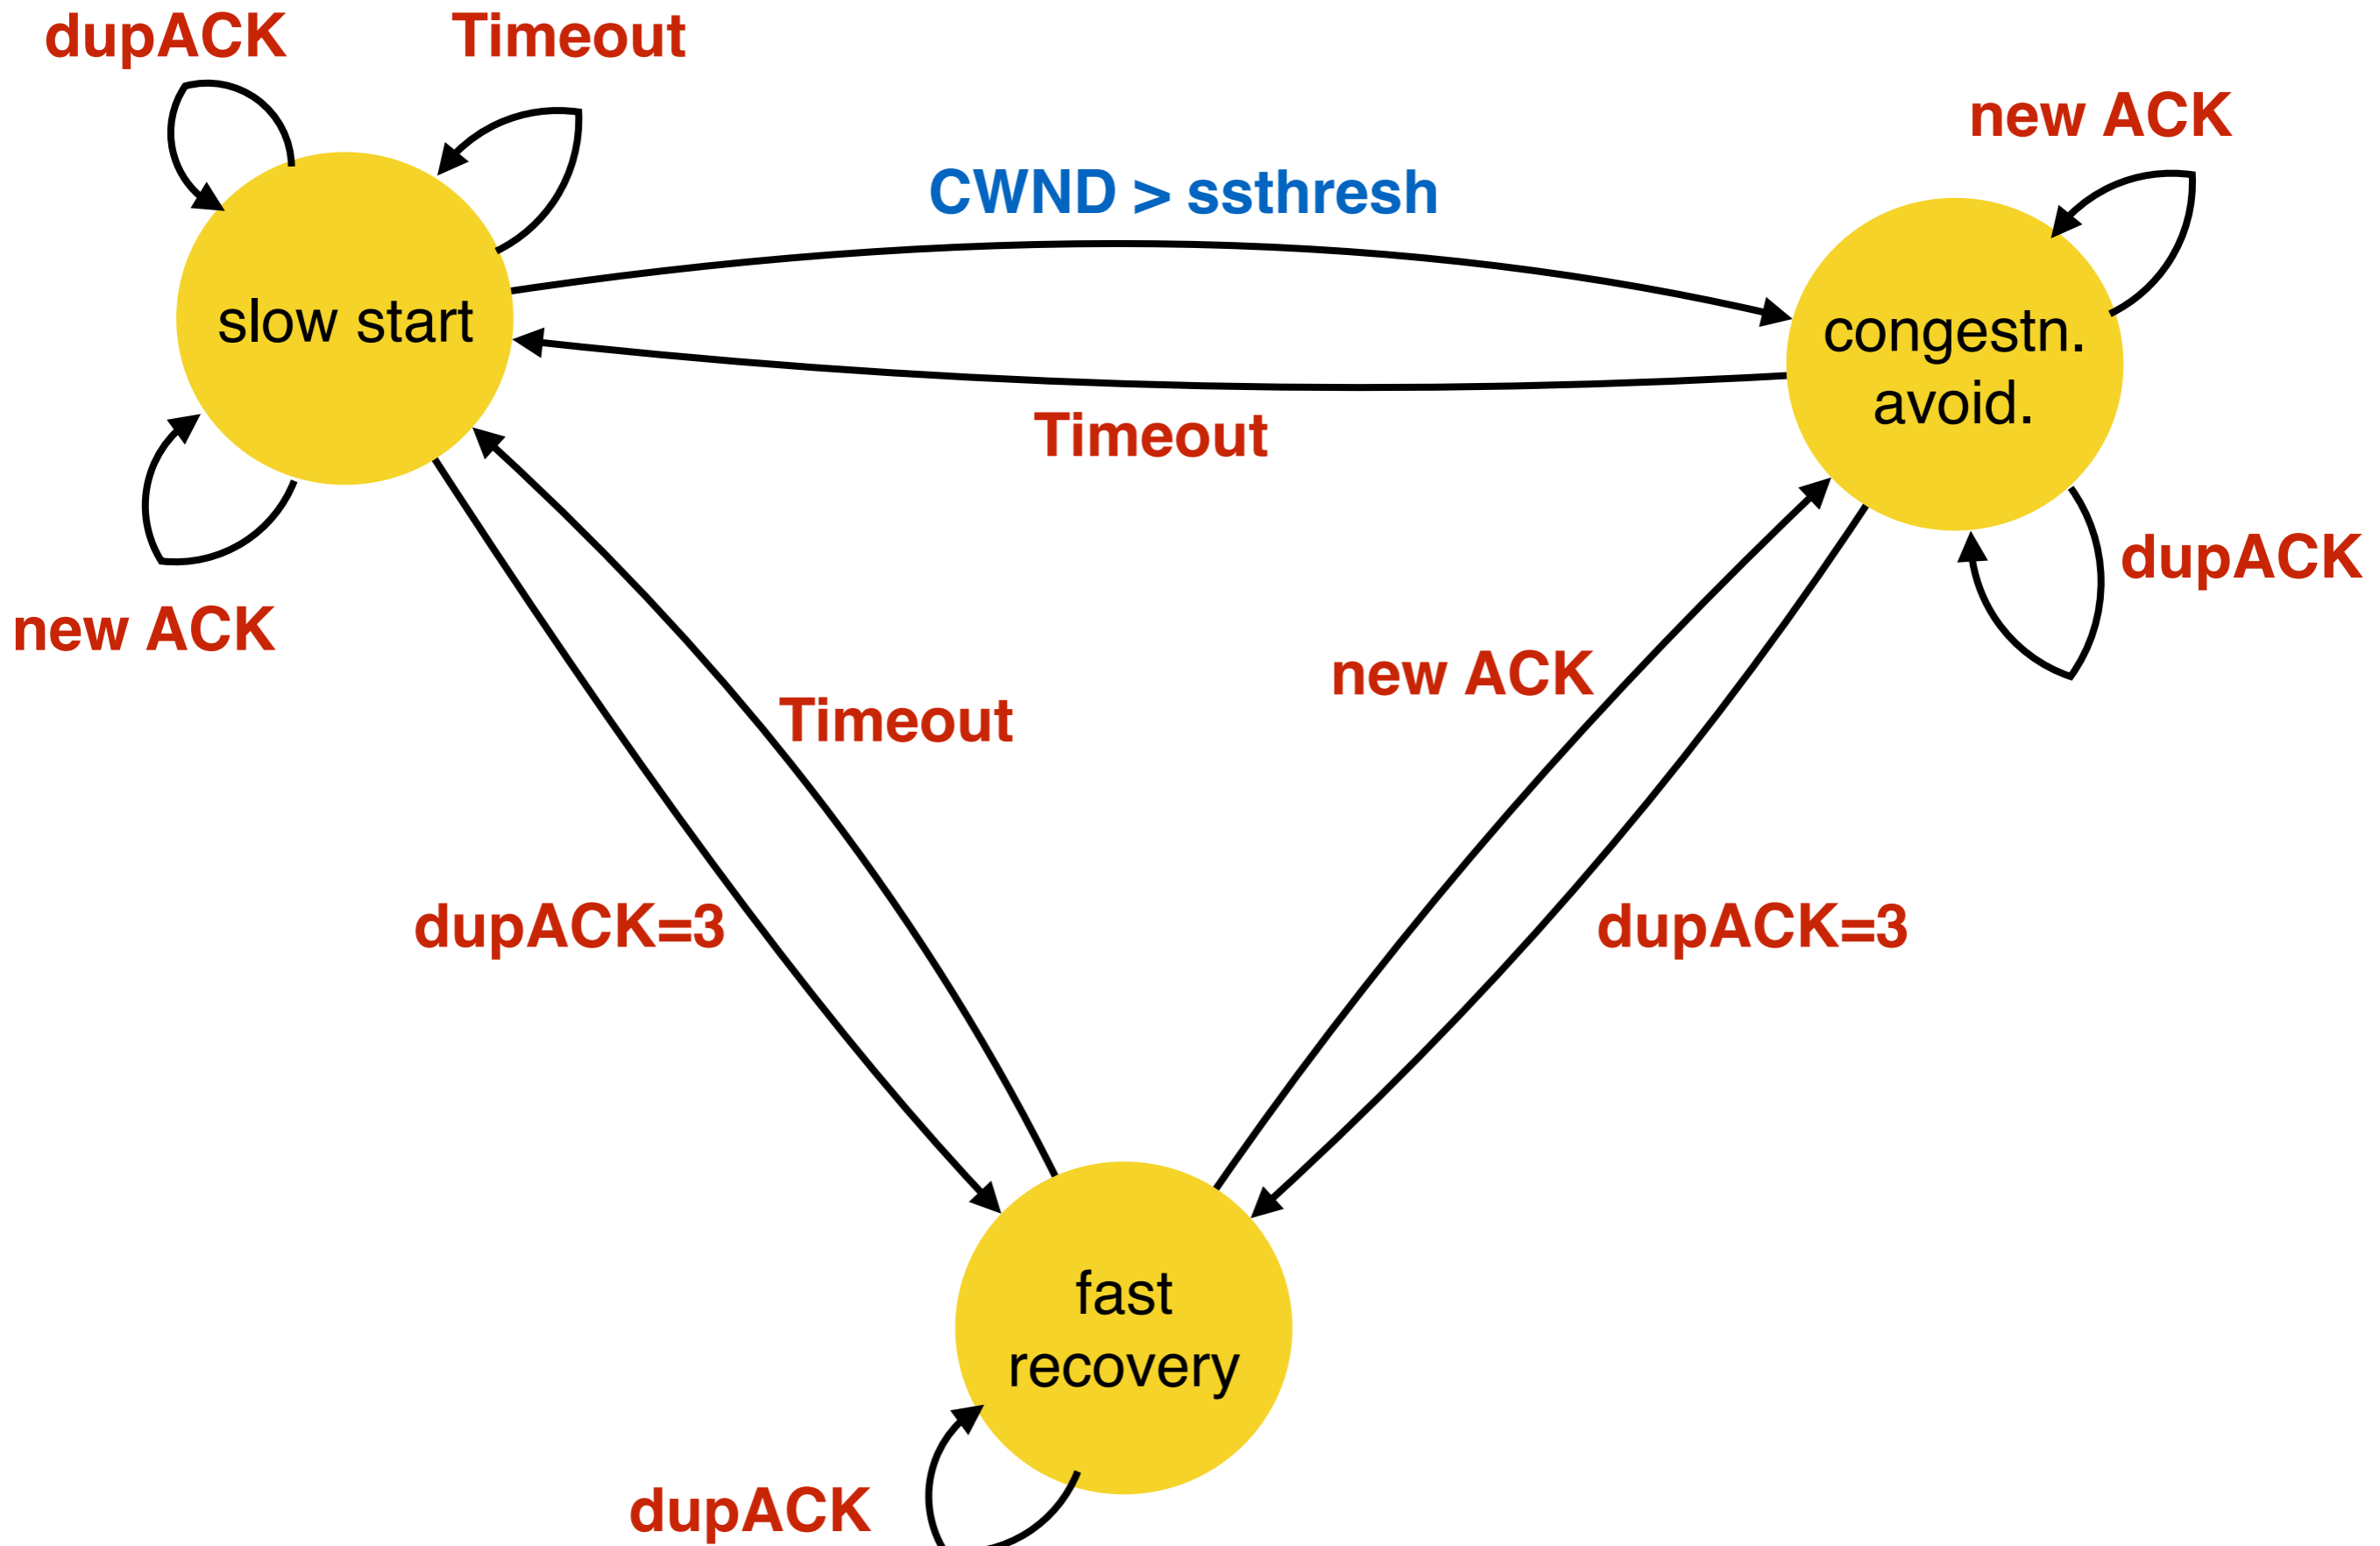 dupACK
Timeout
new ACK
CWND > ssthresh
slow start
congestn.
avoid.
Timeout
dupACK
new ACK
new ACK
Timeout
dupACK=3
dupACK=3
fast
recovery
dupACK